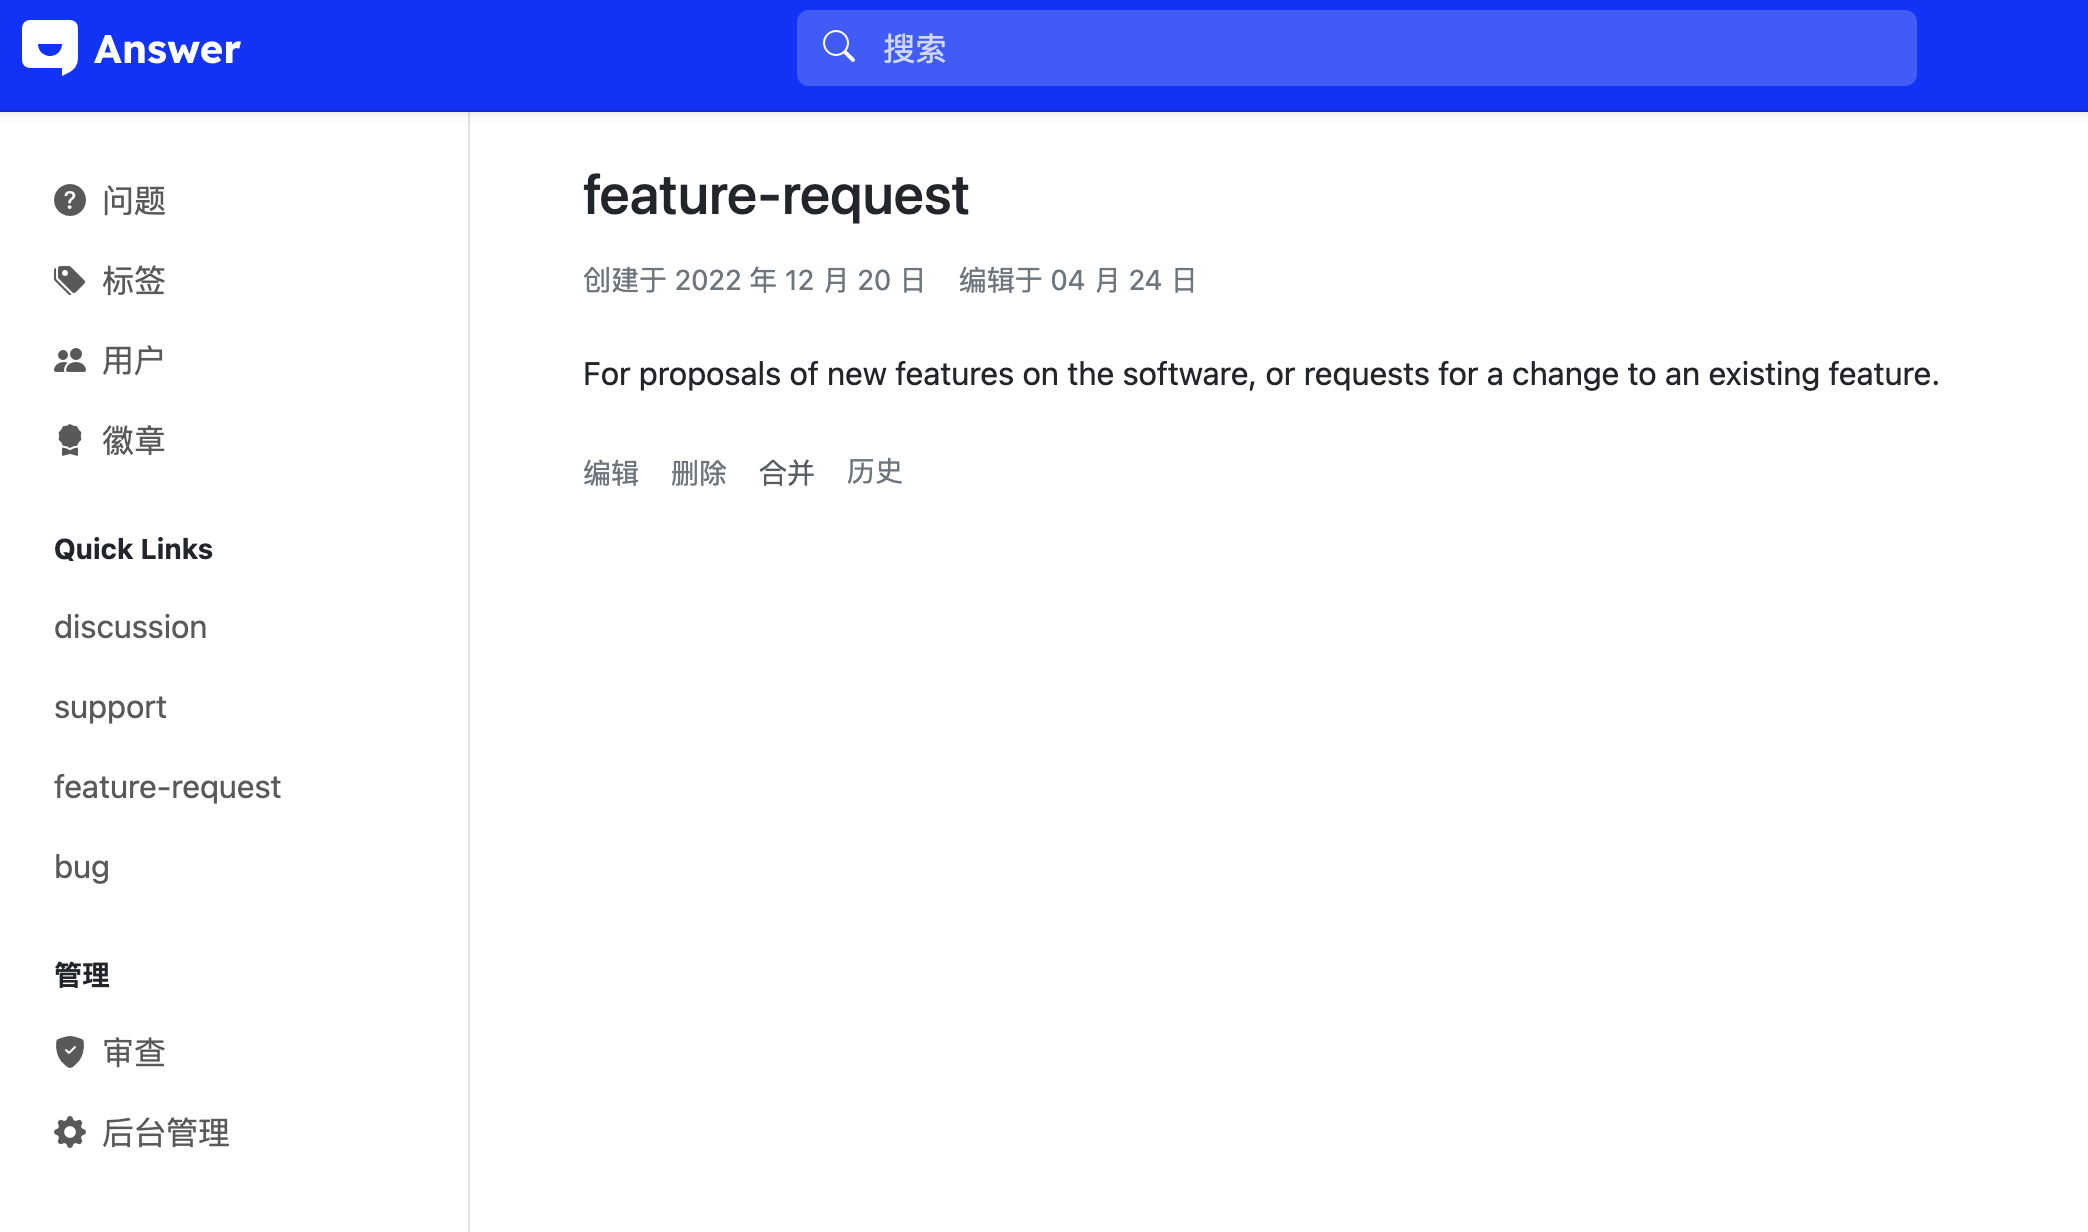 Answer
搜索
问题
标签
用户
徽章
Quick Links
discussion
support
feature-request
bug
管理
审查
后台管理
feature-request
创建于 2022 年 12 月 20 日 编辑于 04 月 24 日
For proposals of new features on the software, or requests for a change to an existing feature.
编辑 删除 合并 历史